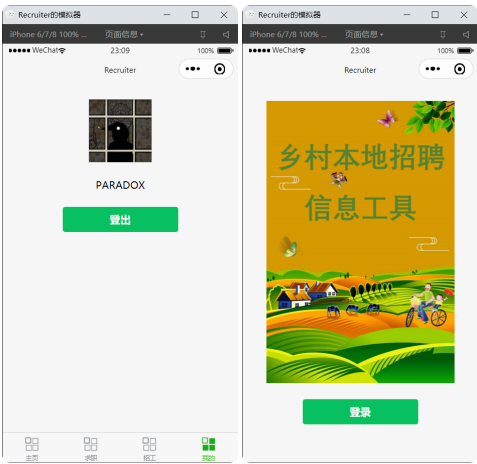 Recruiter的模拟器
iPhone 6/7/8 100% ...
页面信息
WeChat
23:09
100%
Recruiter
PARADOX
登出
主页
求职
招工
我的
Recruiter的模拟器
iPhone 6/7/8 100% ...
页面信息
WeChat
23:08
100%
Recruiter
乡村本地招聘
信息工具
登录